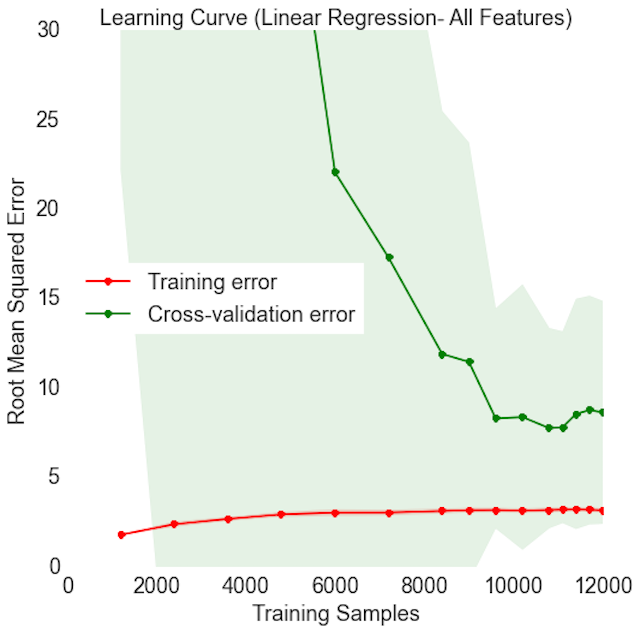 Learning Curve (Linear Regression- All Features)
30
25
20
15
10
5
0
Root Mean Squared Error
Training error
Cross-validation error
0 2000 4000 6000 8000 10000 12000
Training Samples